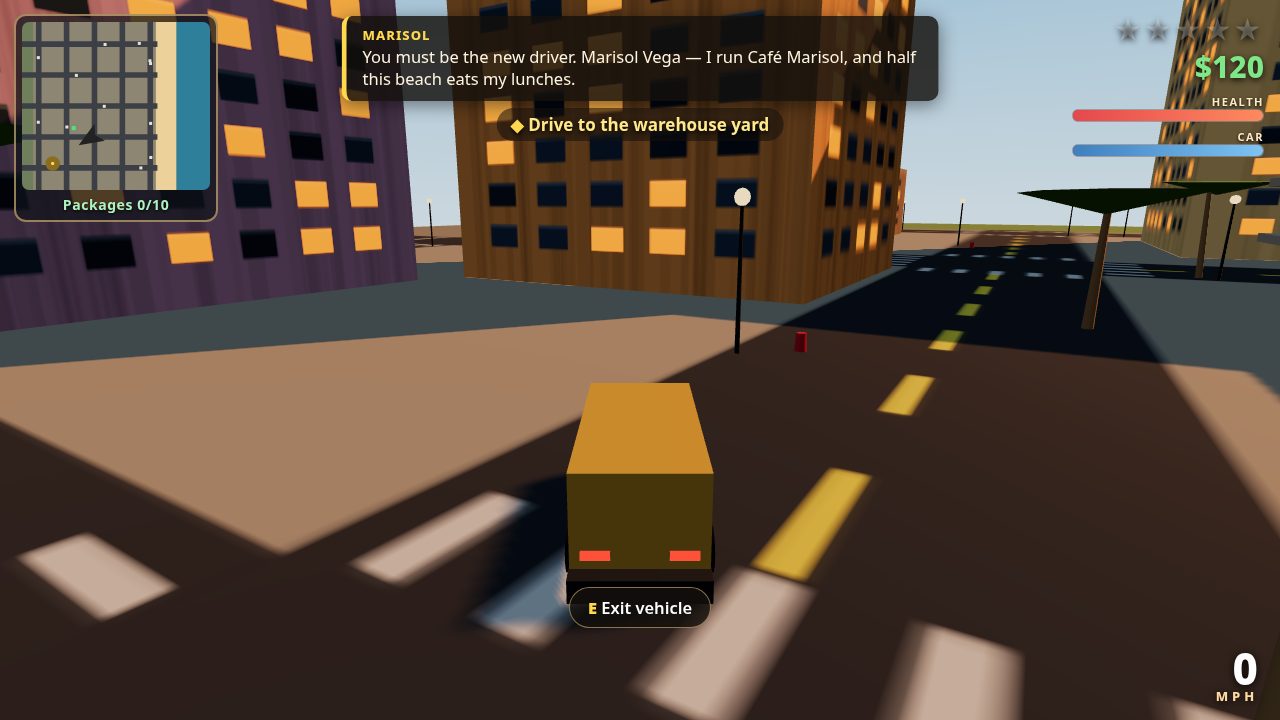 MARISOL
You must be the new driver. Marisol Vega — I run Café Marisol, and half
this beach eats my lunches.
◆ Drive to the warehouse yard
Packages 0/10
$120
HEALTH
CAR
E Exit vehicle
0
MPH